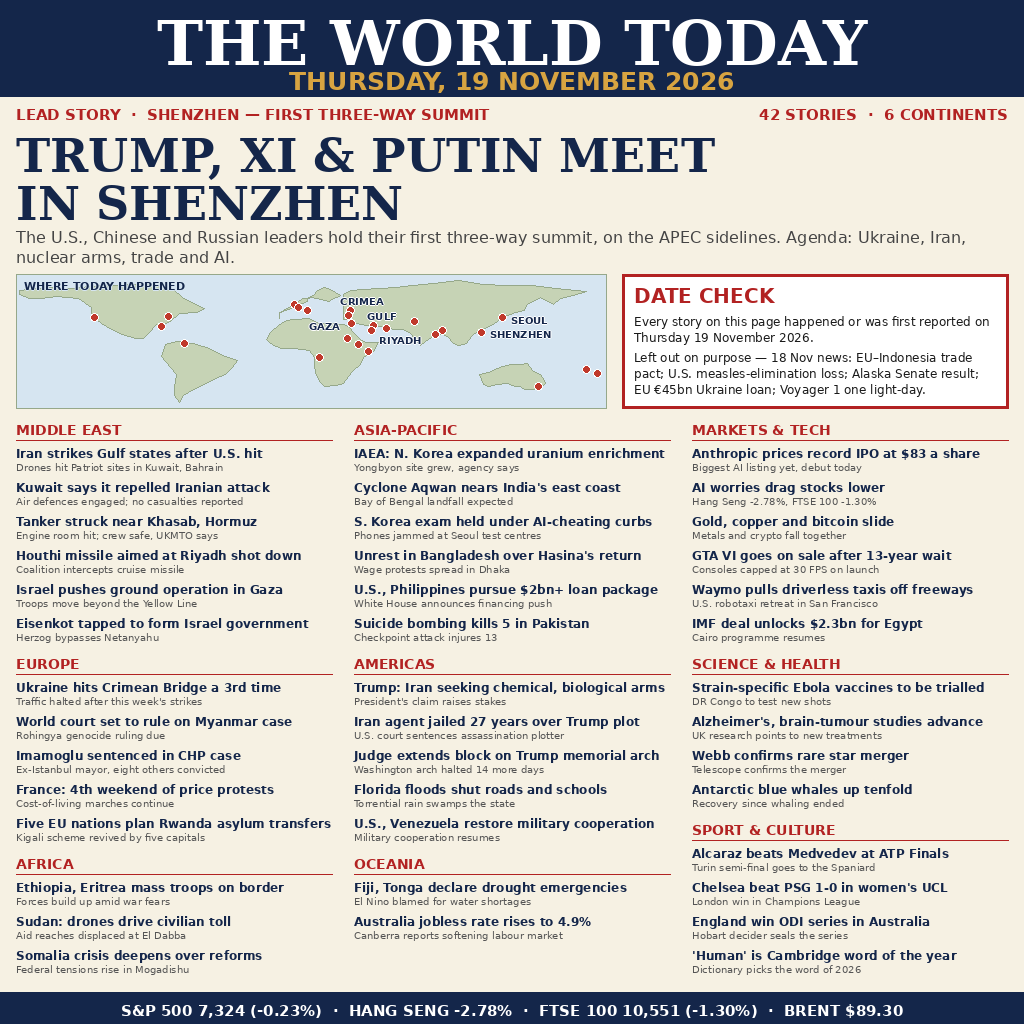 THE WORLD TODAY
THURSDAY, 19 NOVEMBER 2026
LEAD STORY · SHENZHEN — FIRST THREE-WAY SUMMIT
42 STORIES · 6 CONTINENTS
TRUMP, XI & PUTIN MEET
IN SHENZHEN
The U.S., Chinese and Russian leaders hold their first three-way summit, on the APEC sidelines. Agenda: Ukraine, Iran,
nuclear arms, trade and AI.
WHERE TODAY HAPPENED
CRIMEA
GULF
GAZA
RIYADH
SEOUL
SHENZHEN
DATE CHECK
Every story on this page happened or was first reported on
Thursday 19 November 2026.
Left out on purpose — 18 Nov news: EU–Indonesia trade
pact; U.S. measles-elimination loss; Alaska Senate result;
EU €45bn Ukraine loan; Voyager 1 one light-day.
MIDDLE EAST
Iran strikes Gulf states after U.S. hit
Drones hit Patriot sites in Kuwait, Bahrain
Kuwait says it repelled Iranian attack
Air defences engaged; no casualties reported
Tanker struck near Khasab, Hormuz
Engine room hit; crew safe, UKMTO says
Houthi missile aimed at Riyadh shot down
Coalition intercepts cruise missile
Israel pushes ground operation in Gaza
Troops move beyond the Yellow Line
Eisenkot tapped to form Israel government
Herzog bypasses Netanyahu
EUROPE
Ukraine hits Crimean Bridge a 3rd time
Traffic halted after this week's strikes
World court set to rule on Myanmar case
Rohingya genocide ruling due
Imamoglu sentenced in CHP case
Ex-Istanbul mayor, eight others convicted
France: 4th weekend of price protests
Cost-of-living marches continue
Five EU nations plan Rwanda asylum transfers
Kigali scheme revived by five capitals
AFRICA
Ethiopia, Eritrea mass troops on border
Forces build up amid war fears
Sudan: drones drive civilian toll
Aid reaches displaced at El Dabba
Somalia crisis deepens over reforms
Federal tensions rise in Mogadishu
ASIA-PACIFIC
IAEA: N. Korea expanded uranium enrichment
Yongbyon site grew, agency says
Cyclone Aqwan nears India's east coast
Bay of Bengal landfall expected
S. Korea exam held under AI-cheating curbs
Phones jammed at Seoul test centres
Unrest in Bangladesh over Hasina's return
Wage protests spread in Dhaka
U.S., Philippines pursue $2bn+ loan package
White House announces financing push
Suicide bombing kills 5 in Pakistan
Checkpoint attack injures 13
AMERICAS
Trump: Iran seeking chemical, biological arms
President's claim raises stakes
Iran agent jailed 27 years over Trump plot
U.S. court sentences assassination plotter
Judge extends block on Trump memorial arch
Washington arch halted 14 more days
Florida floods shut roads and schools
Torrential rain swamps the state
U.S., Venezuela restore military cooperation
Military cooperation resumes
OCEANIA
Fiji, Tonga declare drought emergencies
El Nino blamed for water shortages
Australia jobless rate rises to 4.9%
Canberra reports softening labour market
MARKETS & TECH
Anthropic prices record IPO at $83 a share
Biggest AI listing yet, debut today
AI worries drag stocks lower
Hang Seng -2.78%, FTSE 100 -1.30%
Gold, copper and bitcoin slide
Metals and crypto fall together
GTA VI goes on sale after 13-year wait
Consoles capped at 30 FPS on launch
Waymo pulls driverless taxis off freeways
U.S. robotaxi retreat in San Francisco
IMF deal unlocks $2.3bn for Egypt
Cairo programme resumes
SCIENCE & HEALTH
Strain-specific Ebola vaccines to be trialled
DR Congo to test new shots
Alzheimer's, brain-tumour studies advance
UK research points to new treatments
Webb confirms rare star merger
Telescope confirms the merger
Antarctic blue whales up tenfold
Recovery since whaling ended
SPORT & CULTURE
Alcaraz beats Medvedev at ATP Finals
Turin semi-final goes to the Spaniard
Chelsea beat PSG 1-0 in women's UCL
London win in Champions League
England win ODI series in Australia
Hobart decider seals the series
'Human' is Cambridge word of the year
Dictionary picks the word of 2026
S&P 500 7,324 (-0.23%) · HANG SENG -2.78% · FTSE 100 10,551 (-1.30%) · BRENT $89.30